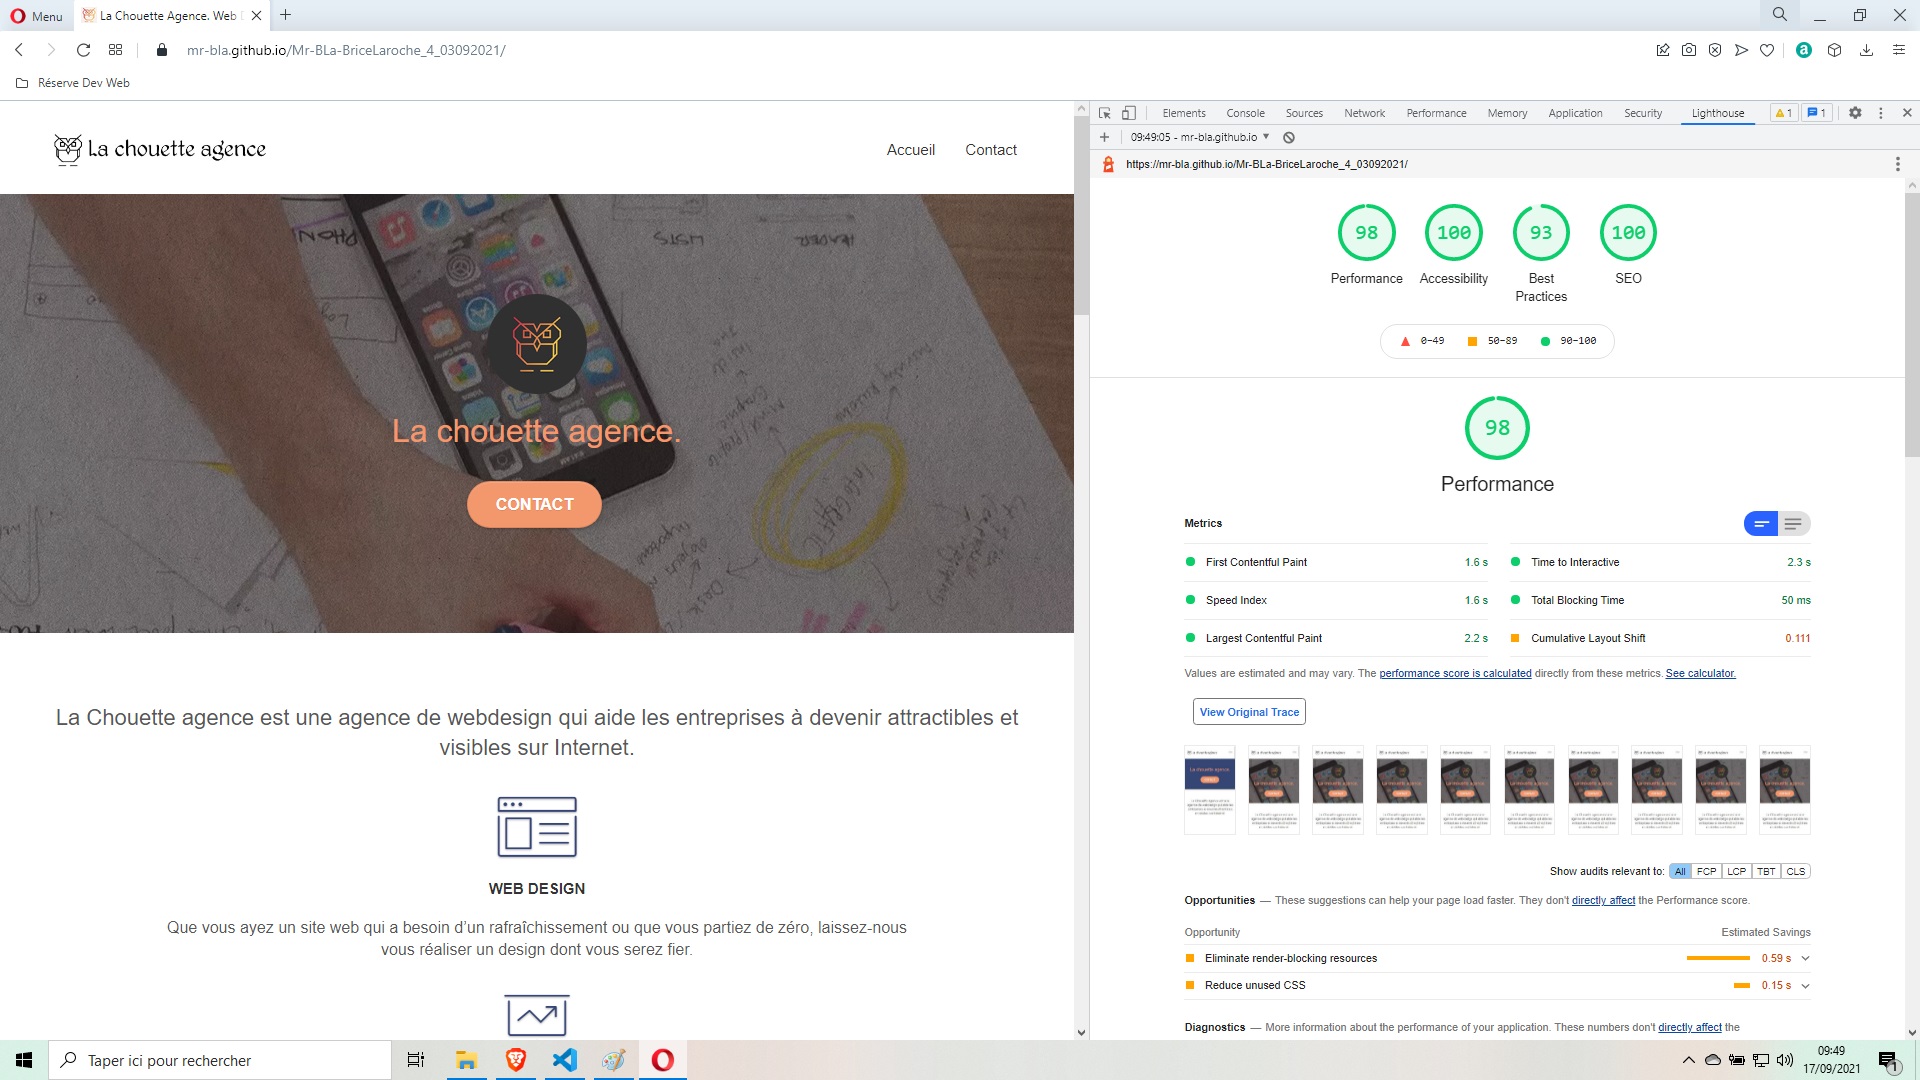 Menu
La Chouette Agence. Web
mr-bla.github.io/Mr-BLa-BriceLaroche_4_03092021/
Réserve Dev Web
La chouette agence
Accueil
Contact
PHON
LISTS
HEADER
La chouette agence.
CONTACT
La Chouette agence est une agence de webdesign qui aide les entreprises à devenir attractibles et
visibles sur Internet.
WEB DESIGN
Que vous ayez un site web qui a besoin d'un rafraîchissement ou que vous partiez de zéro, laissez-nous
vous réaliser un design dont vous serez fier.
Elements Console Sources Network Performance Memory Application Security Lighthouse 1 1
09:49:05 - mr-bla.github.io
https://mr-bla.github.io/Mr-BLa-BriceLaroche_4_03092021/
98 100 93 100
Performance Accessibility Best Practices SEO
0–49 50–89 90–100
98
Performance
Metrics
First Contentful Paint 1.6 s
Time to Interactive 2.3 s
Speed Index 1.6 s
Total Blocking Time 50 ms
Largest Contentful Paint 2.2 s
Cumulative Layout Shift 0.111
Values are estimated and may vary. The performance score is calculated directly from these metrics. See calculator.
View Original Trace
Show audits relevant to: All FCP LCP TBT CLS
Opportunities — These suggestions can help your page load faster. They don't directly affect the Performance score.
Opportunity Estimated Savings
Eliminate render-blocking resources 0.59 s
Reduce unused CSS 0.15 s
Diagnostics — More information about the performance of your application. These numbers don't directly affect the
Taper ici pour rechercher
09:49
17/09/2021
1